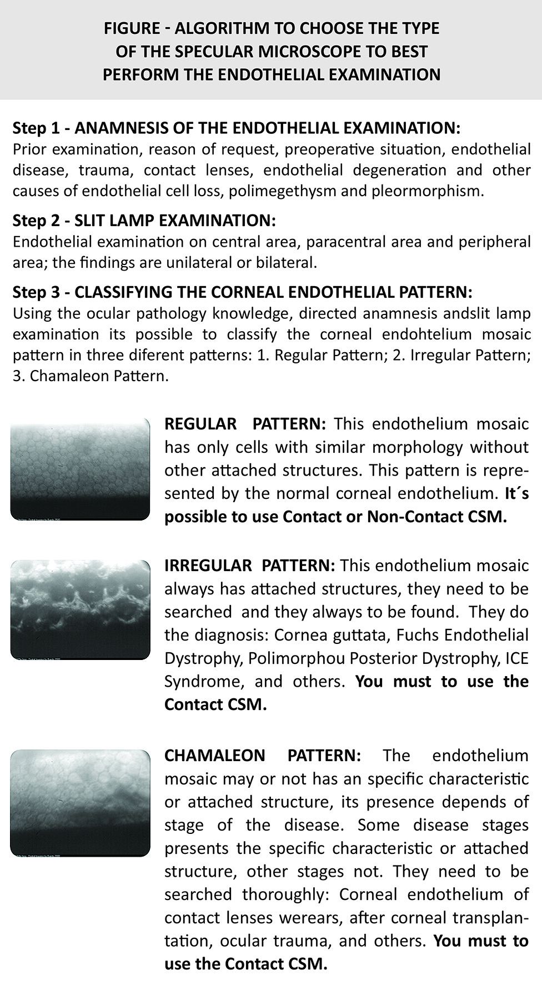 FIGURE - ALGORITHM TO CHOOSE THE TYPE
OF THE SPECULAR MICROSCOPE TO BEST
PERFORM THE ENDOTHELIAL EXAMINATION
Step 1 - ANAMNESIS OF THE ENDOTHELIAL EXAMINATION:
Prior examination, reason of request, preoperative situation, endothelial
disease, trauma, contact lenses, endothelial degeneration and other
causes of endothelial cell loss, polimegethysm and pleormorphism.
Step 2 - SLIT LAMP EXAMINATION:
Endothelial examination on central area, paracentral area and peripheral
area; the findings are unilateral or bilateral.
Step 3 - CLASSIFYING THE CORNEAL ENDOTHELIAL PATTERN:
Using the ocular pathology knowledge, directed anamnesis andslit lamp
examination its possible to classify the corneal endohtelium mosaic
pattern in three diferent patterns: 1. Regular Pattern; 2. Irregular Pattern;
3. Chamaleon Pattern.
REGULAR PATTERN: This endothelium mosaic
has only cells with similar morphology without
other attached structures. This pattern is repre-
sented by the normal corneal endothelium. It´s
possible to use Contact or Non-Contact CSM.
IRREGULAR PATTERN: This endothelium mosaic
always has attached structures, they need to be
searched and they always to be found. They do
the diagnosis: Cornea guttata, Fuchs Endothelial
Dystrophy, Polimorphou Posterior Dystrophy, ICE
Syndrome, and others. You must to use the
Contact CSM.
CHAMALEON PATTERN: The endothelium
mosaic may or not has an specific characteristic
or attached structure, its presence depends of
stage of the disease. Some disease stages
presents the specific characteristic or attached
structure, other stages not. They need to be
searched thoroughly: Corneal endothelium of
contact lenses werears, after corneal transplan-
tation, ocular trauma, and others. You must to
use the Contact CSM.